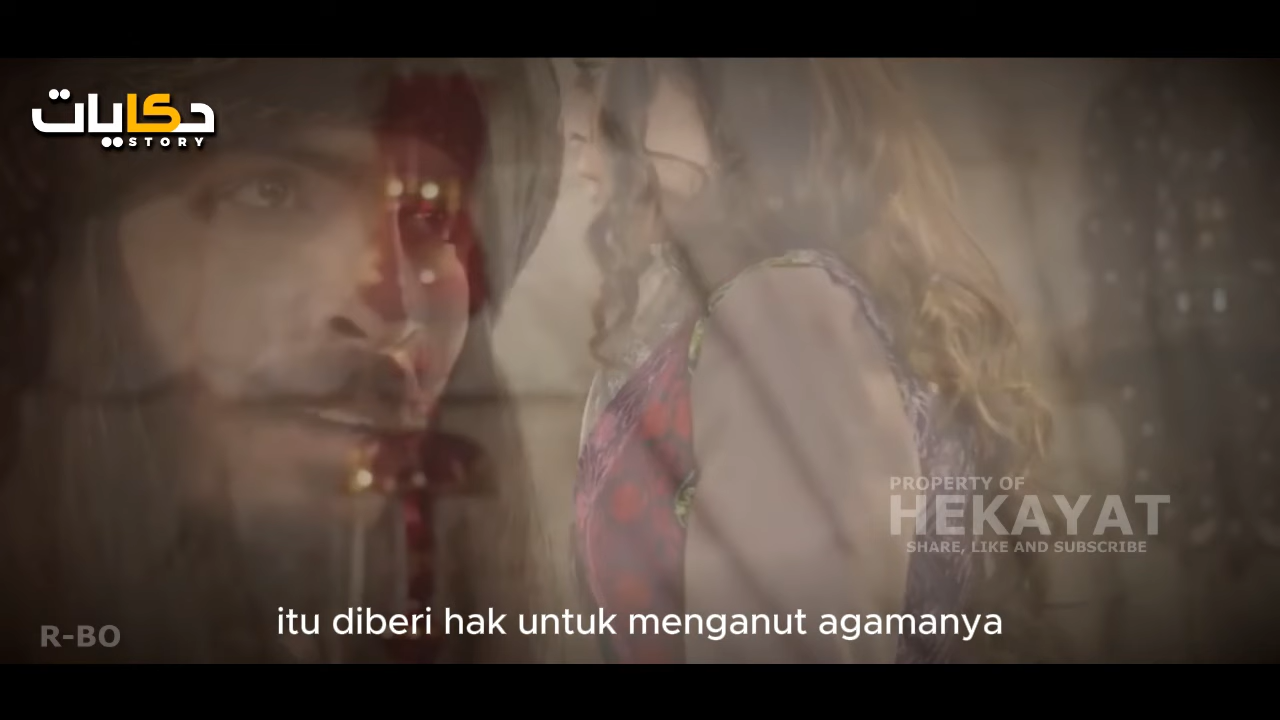 حكايات
STORY
PROPERTY OF
HEKAYAT
SHARE, LIKE AND SUBSCRIBE
itu diberi hak untuk menganut agamanya
R-BO